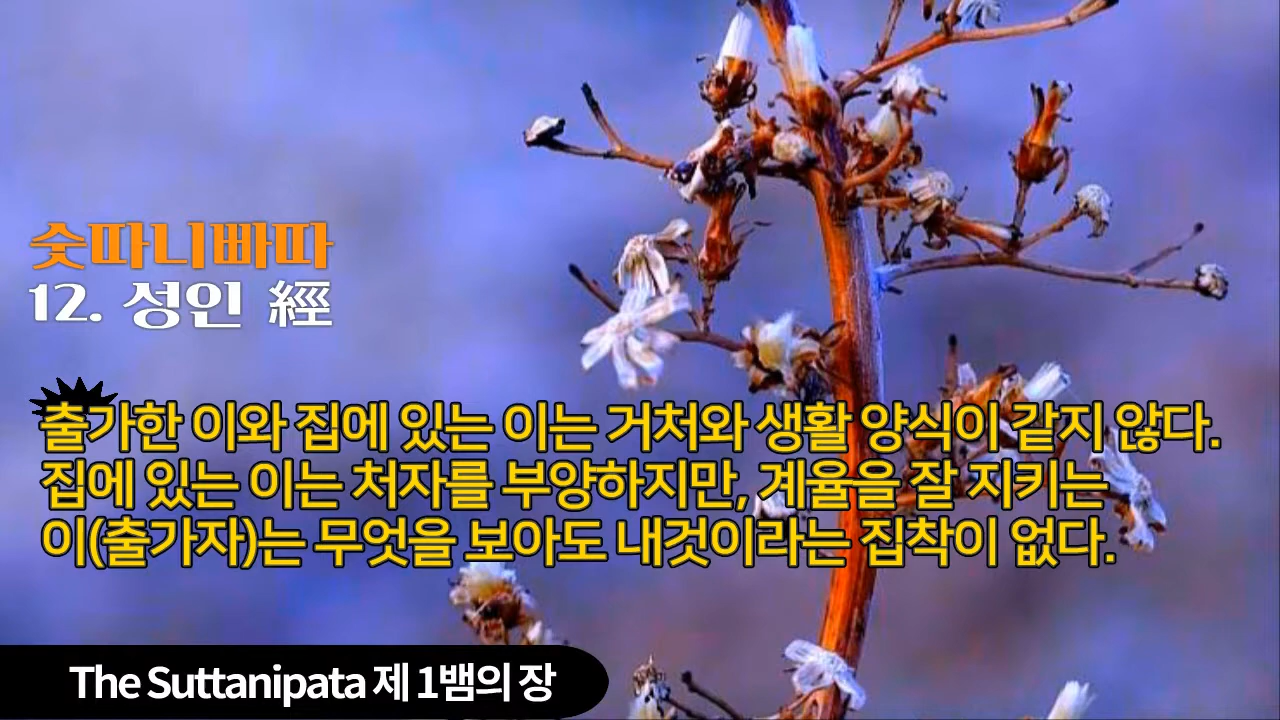 숫따니빠따
12. 성인 經
출가한 이와 집에 있는 이는 거처와 생활 양식이 같지 않다.
집에 있는 이는 처자를 부양하지만, 계율을 잘 지키는
이(출가자)는 무엇을 보아도 내것이라는 집착이 없다.
The Suttanipata 제 1뱀의 장